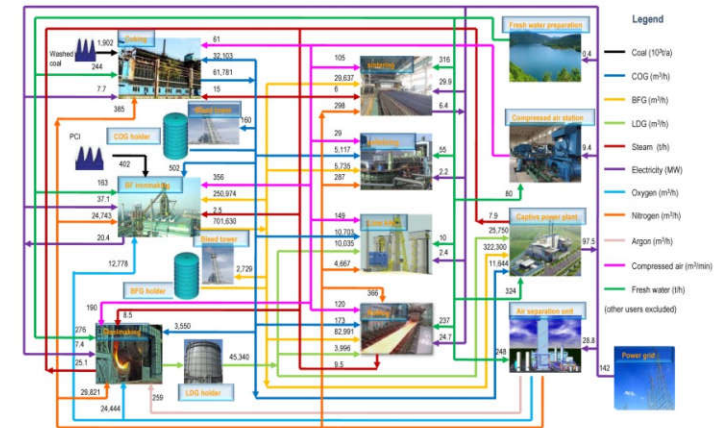 Legend
Coal (10³t/a)
COG (m³/h)
BFG (m³/h)
LDG (m³/h)
Steam (t/h)
Electricity (MW)
Oxygen (m³/h)
Nitrogen (m³/h)
Argon (m³/h)
Compressed air (m³/min)
Fresh water (t/h)
(other users excluded)
Coking
Washed
coal
1,902
244
7.7
385
61
32,103
61,781
15
160
COG holder
PCI
402
502
BF ironmaking
163
37.1
24,743
20.4
12,778
356
250,974
2.5
701,630
Bleed tower
2,729
BFG holder
190
8.5
276
7.4
25.1
29,821
24,444
259
3,550
45,340
LDG holder
105
29,637
6
298
316
29.9
6.4
29
5,117
5,735
287
55
2.2
149
10,703
10,035
4,667
10
2.4
366
120
173
82,991
3,996
9.5
237
24.7
Fresh water preparation
0.4
Compressed air station
9.4
80
7.9
Captive power plant
25,750
322,300
11,644
324
97.5
Air separation unit
248
28.8
142
Power grid